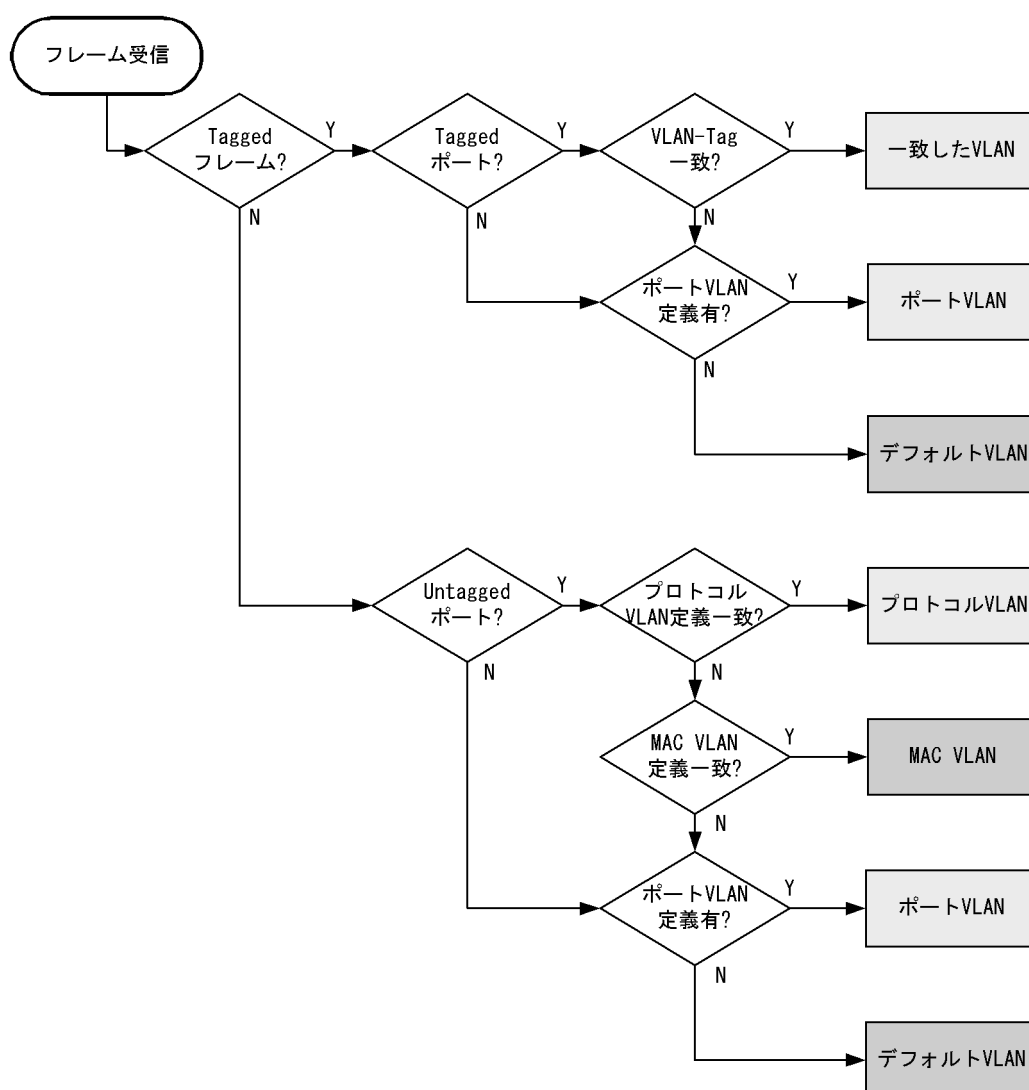 フレーム受信
Tagged
フレーム?
Y
N
Tagged
ポート?
Y
N
VLAN-Tag
一致?
Y
N
一致したVLAN
ポートVLAN
定義有?
Y
N
ポートVLAN
デフォルトVLAN
Untagged
ポート?
Y
N
プロトコル
VLAN定義一致?
Y
N
プロトコルVLAN
MAC VLAN
定義一致?
Y
N
MAC VLAN
ポートVLAN
定義有?
Y
N
ポートVLAN
デフォルトVLAN